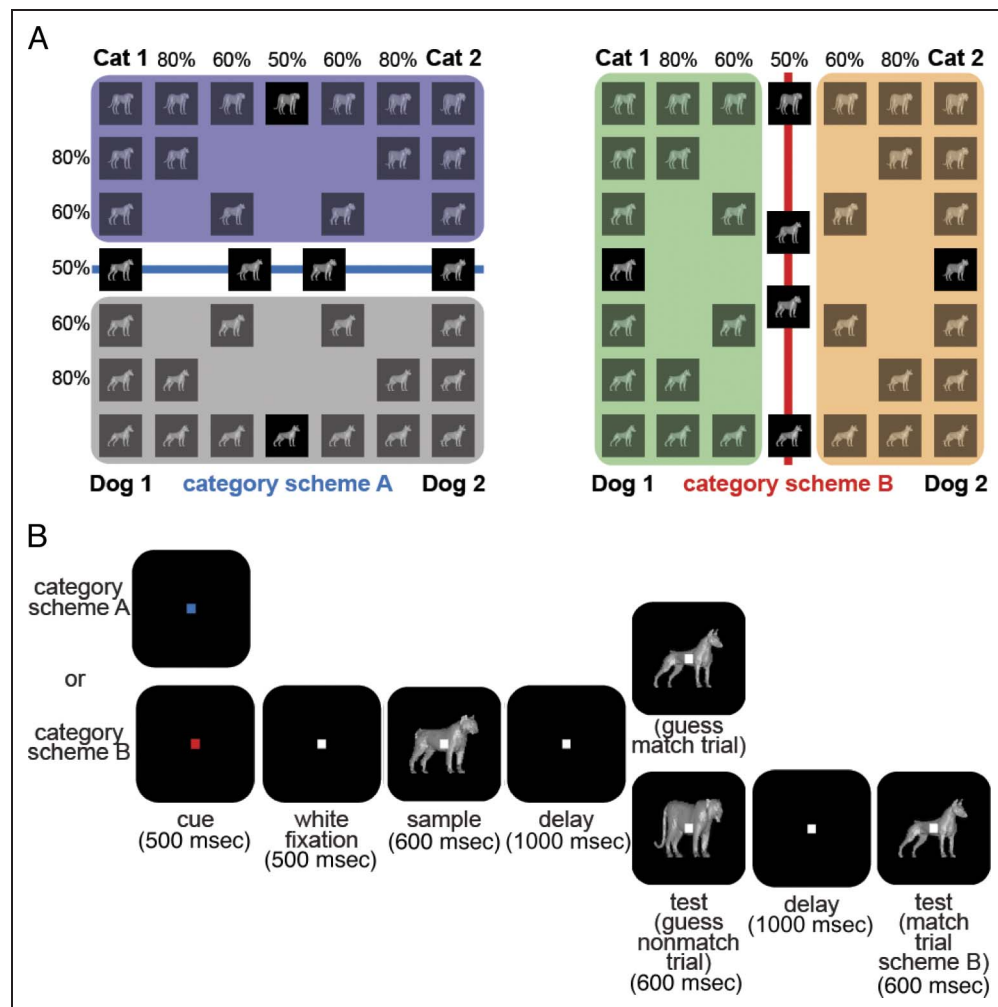 A
Cat 1 80% 60% 50% 60% 80% Cat 2
80%
60%
50%
60%
80%
Dog 1 category scheme A Dog 2
Cat 1 80% 60% 50% 60% 80% Cat 2
Dog 1 category scheme B Dog 2
B
category
scheme A
or
category
scheme B
cue
(500 msec)
white
fixation
(500 msec)
sample
(600 msec)
delay
(1000 msec)
(guess
match trial)
test
(guess
nonmatch
trial)
(600 msec)
delay
(1000 msec)
test
(match
trial
scheme B)
(600 msec)